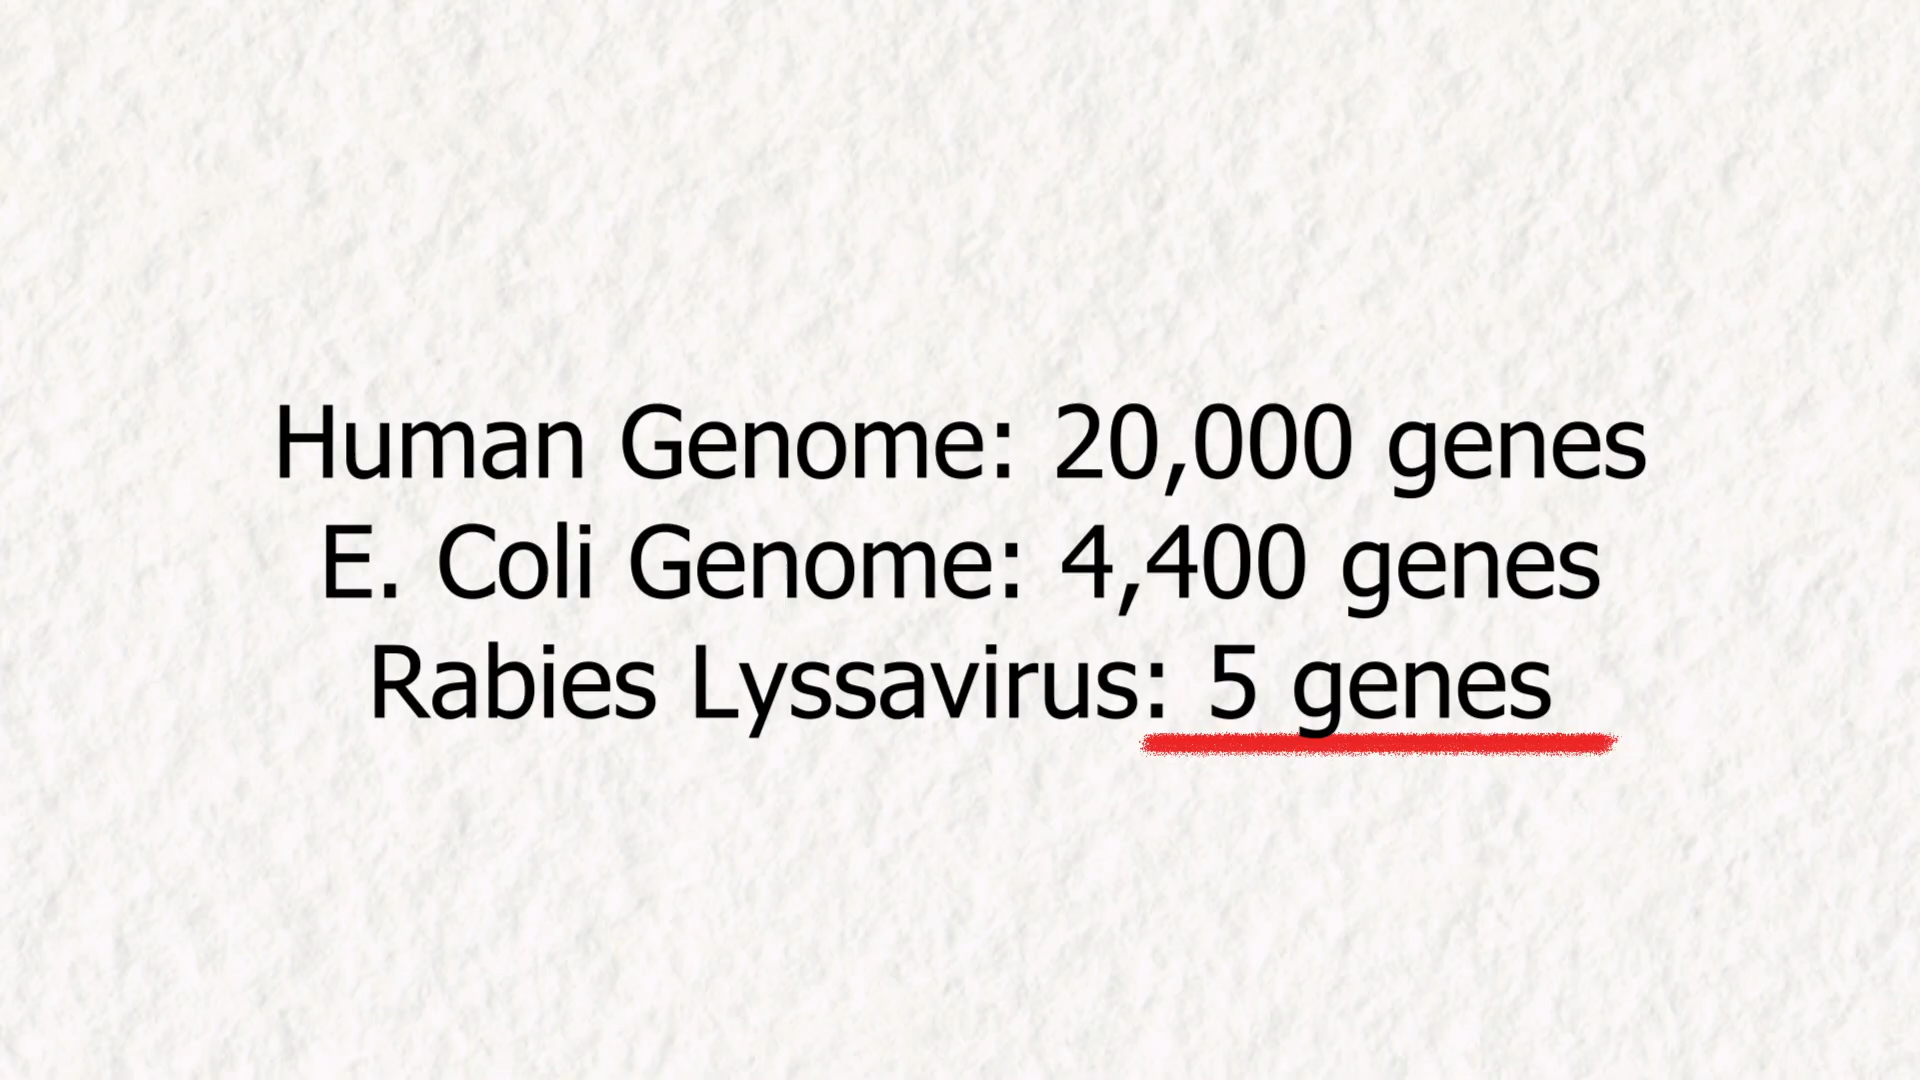 Human Genome: 20,000 genes
E. Coli Genome: 4,400 genes
Rabies Lyssavirus: 5 genes